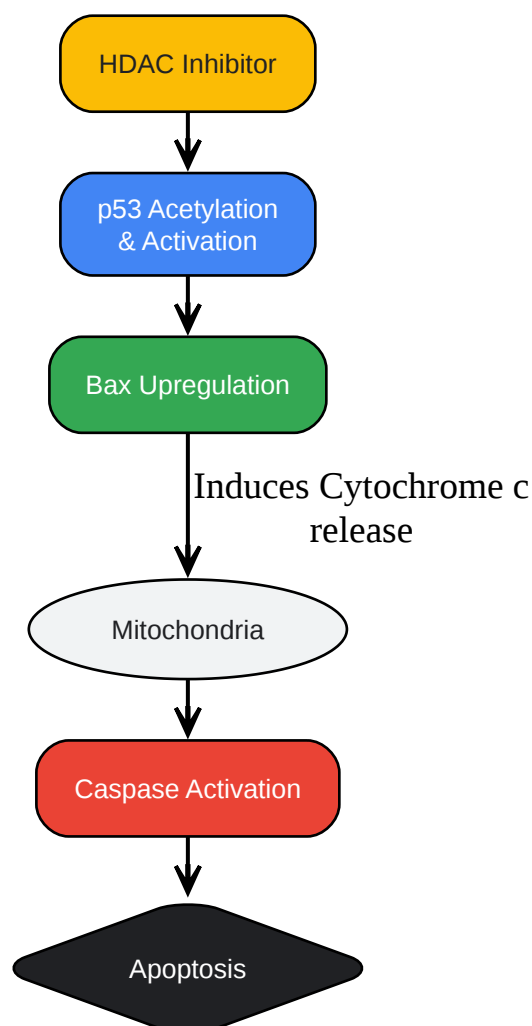 HDAC Inhibitor
p53 Acetylation
& Activation
Bax Upregulation
Induces Cytochrome c
release
Mitochondria
Caspase Activation
Apoptosis